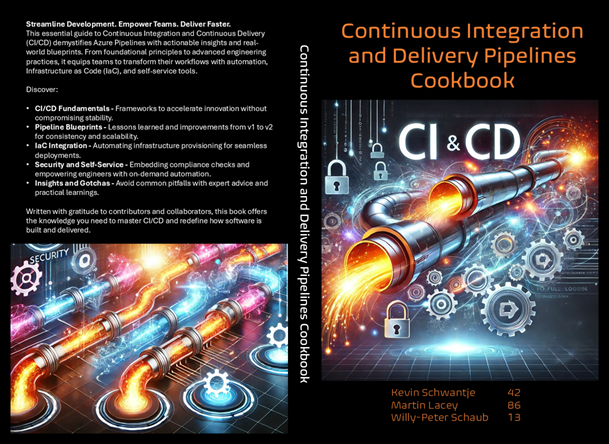 Streamline Development. Empower Teams. Deliver Faster.
This essential guide to Continuous Integration and Continuous Delivery
(CI/CD) demystifies Azure Pipelines with actionable insights and real-
world blueprints. From foundational principles to advanced engineering
practices, it equips teams to transform their workflows with automation,
Infrastructure as Code (IaC), and self-service tools.
Discover:
• CI/CD Fundamentals - Frameworks to accelerate innovation without
compromising stability.
• Pipeline Blueprints - Lessons learned and improvements from v1 to v2
for consistency and scalability.
• IaC Integration - Automating infrastructure provisioning for seamless
deployments.
• Security and Self-Service - Embedding compliance checks and
empowering engineers with on-demand automation.
• Insights and Gotchas - Avoid common pitfalls with expert advice and
practical learnings.
Written with gratitude to contributors and collaborators, this book offers
the knowledge you need to master CI/CD and redefine how software is
built and delivered.
SECURITY
Continuous Integration and Delivery Pipelines Cookbook
Continuous Integration
and Delivery Pipelines
Cookbook
CI & CD
Kevin Schwantje 42
Martin Lacey 86
Willy-Peter Schaub 13